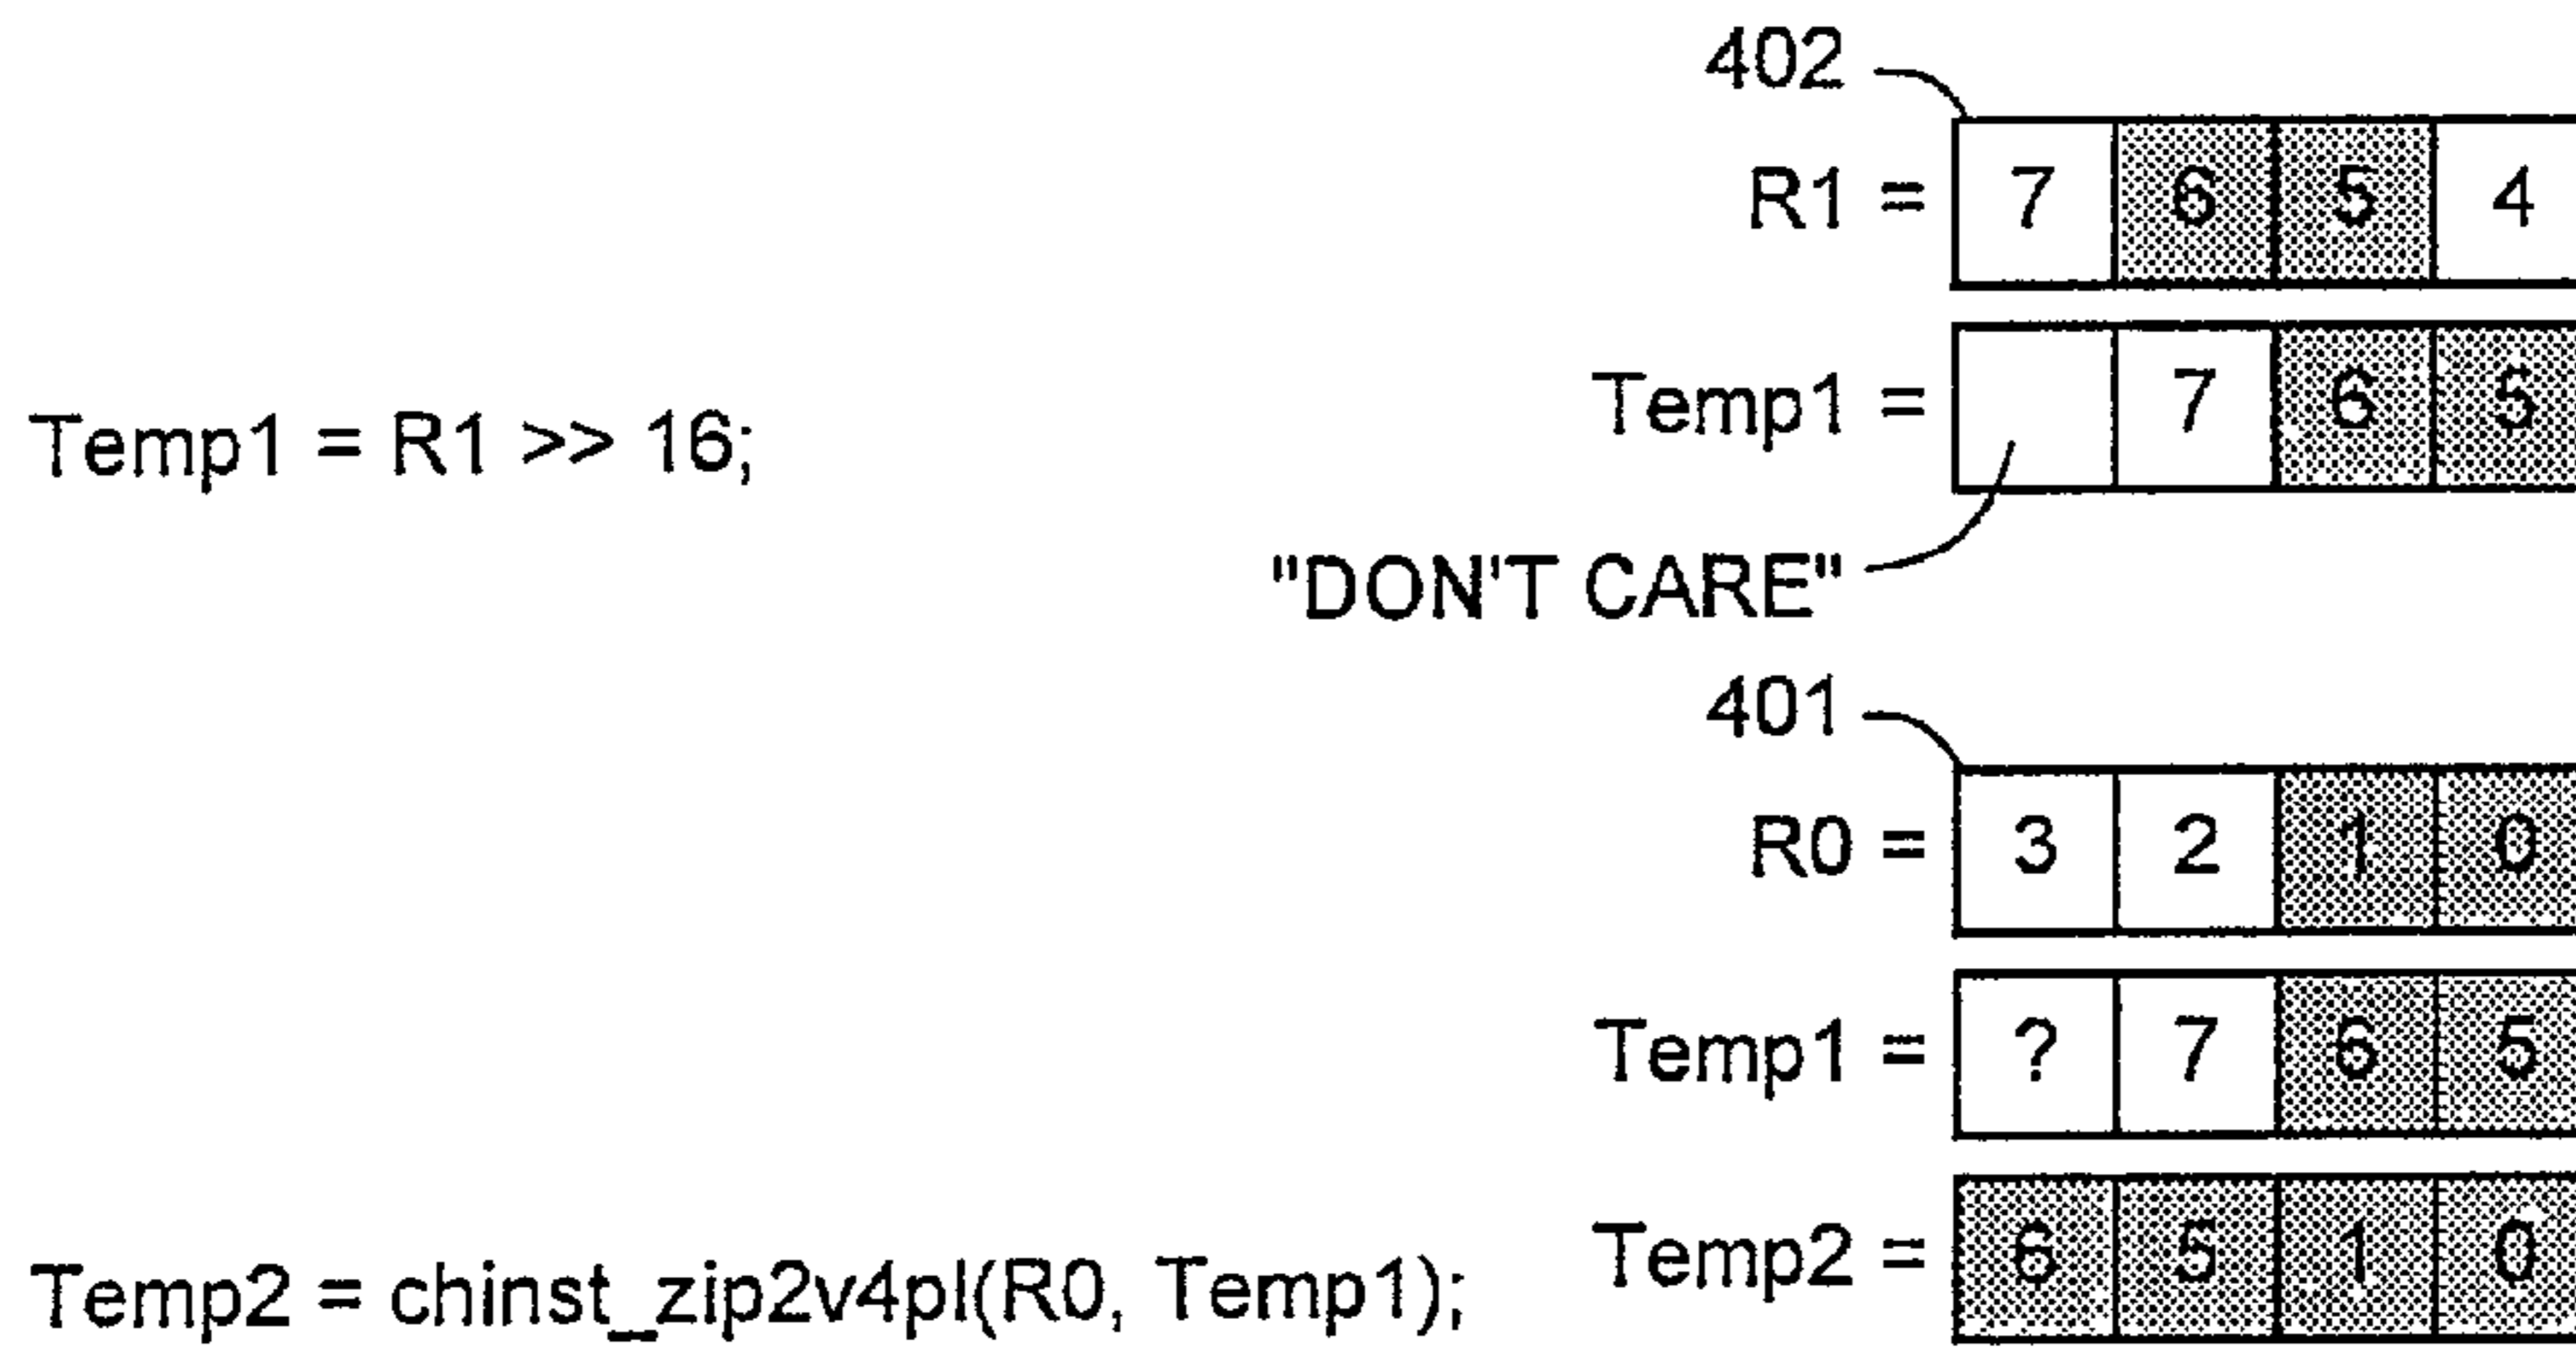 402
R1 = 7 6 5 4
Temp1 = R1 >> 16;
Temp1 = 7 6 5
"DON'T CARE"
401
R0 = 3 2 1 0
Temp1 = ? 7 6 5
Temp2 = chinst_zip2v4pl(R0, Temp1);
Temp2 = 6 5 1 0